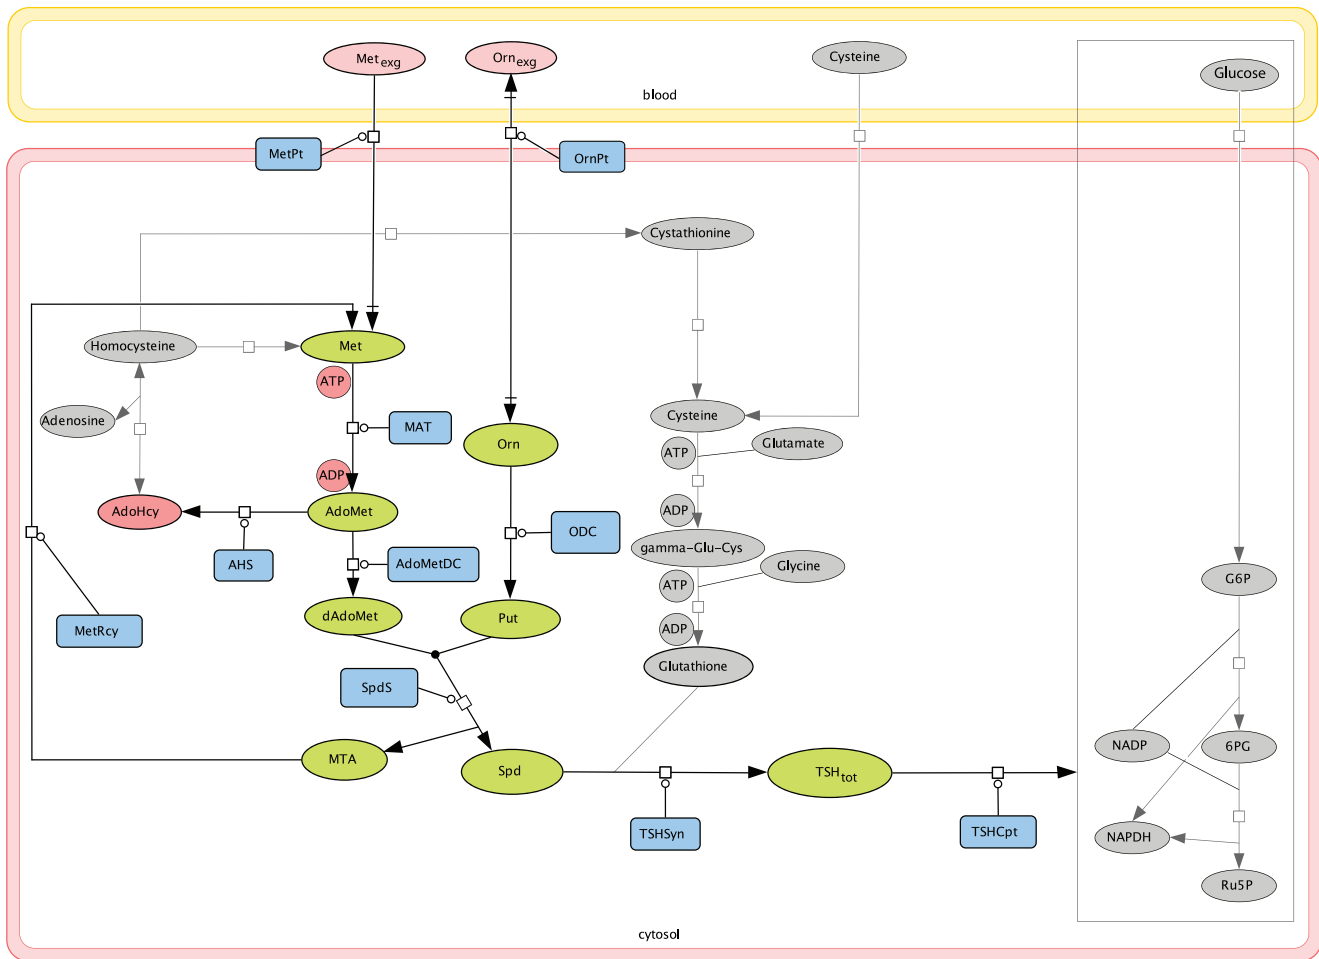 Met exg
Orn exg
Cysteine
Glucose
blood
MetPt
OrnPt
Cystathionine
Homocysteine
Met
ATP
Adenosine
MAT
Orn
Cysteine
Glutamate
ATP
ADP
AdoHcy
AdoMet
ADP
ODC
gamma-Glu-Cys
AHS
AdoMetDC
Glycine
ATP
G6P
MetRcy
dAdoMet
Put
ADP
Glutathione
SpdS
MTA
Spd
TSH tot
NADP
6PG
TSHSyn
TSHCpt
NAPDH
Ru5P
cytosol